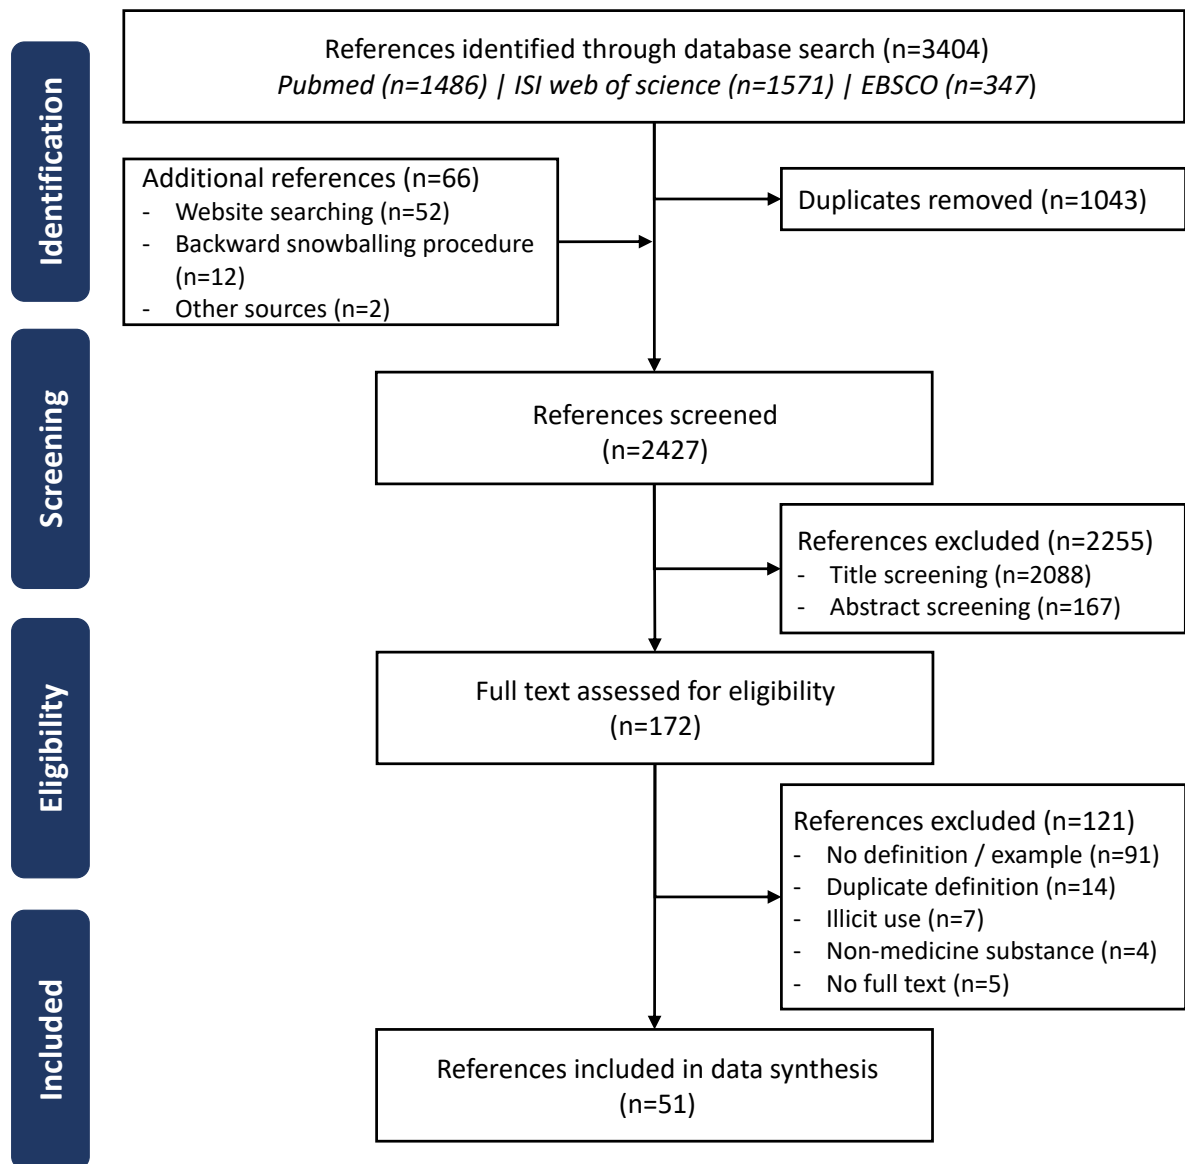 Identification
References identified through database search (n=3404)
Pubmed (n=1486) | ISI web of science (n=1571) | EBSCO (n=347)
Additional references (n=66)
- Website searching (n=52)
- Backward snowballing procedure
(n=12)
- Other sources (n=2)
Duplicates removed (n=1043)
Screening
References screened
(n=2427)
References excluded (n=2255)
- Title screening (n=2088)
- Abstract screening (n=167)
Eligibility
Full text assessed for eligibility
(n=172)
References excluded (n=121)
- No definition / example (n=91)
- Duplicate definition (n=14)
- Illicit use (n=7)
- Non-medicine substance (n=4)
- No full text (n=5)
Included
References included in data synthesis
(n=51)